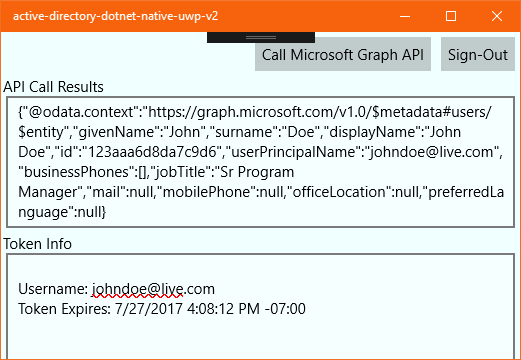 active-directory-dotnet-native-uwp-v2
Call Microsoft Graph API
Sign-Out
API Call Results
{"@odata.context":"https://graph.microsoft.com/v1.0/$metadata#users/
$entity","givenName":"John","surname":"Doe","displayName":"John
Doe","id":"123aaa6d8da7c9d6","userPrincipalName":"johndoe@live.com",
"businessPhones":[],"jobTitle":"Sr Program
Manager","mail":null,"mobilePhone":null,"officeLocation":null,"preferredLa
nguage":null}
Token Info
Username: johndoe@live.com
Token Expires: 7/27/2017 4:08:12 PM -07:00